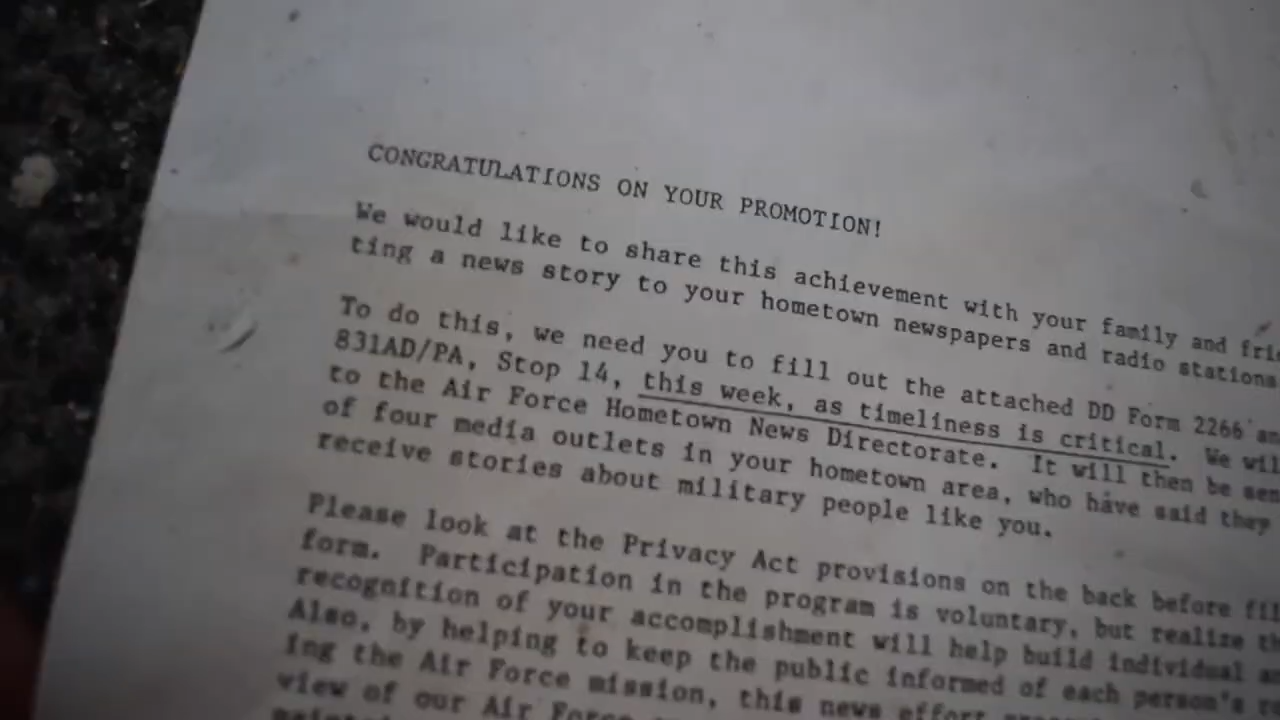 CONGRATULATIONS ON YOUR PROMOTION!
We would like to share this achievement with your family and
ting a news story to your hometown newspapers and radio stations
To do this, we need you to fill out the attached DD Form 2266
831AD/PA, Stop 14, this week, as timeliness is critical. We
to the Air Force Hometown News Directorate. It will then be
of four media outlets in your hometown area, who have said they
receive stories about military people like you.
Please look at the Privacy Act provisions on the back before
form. Participation in the program is voluntary, but realize
recognition of your accomplishment will help build individual
Also, by helping to keep the public informed of each person's
ing the Air Force mission, this news effort
view of our Air Force